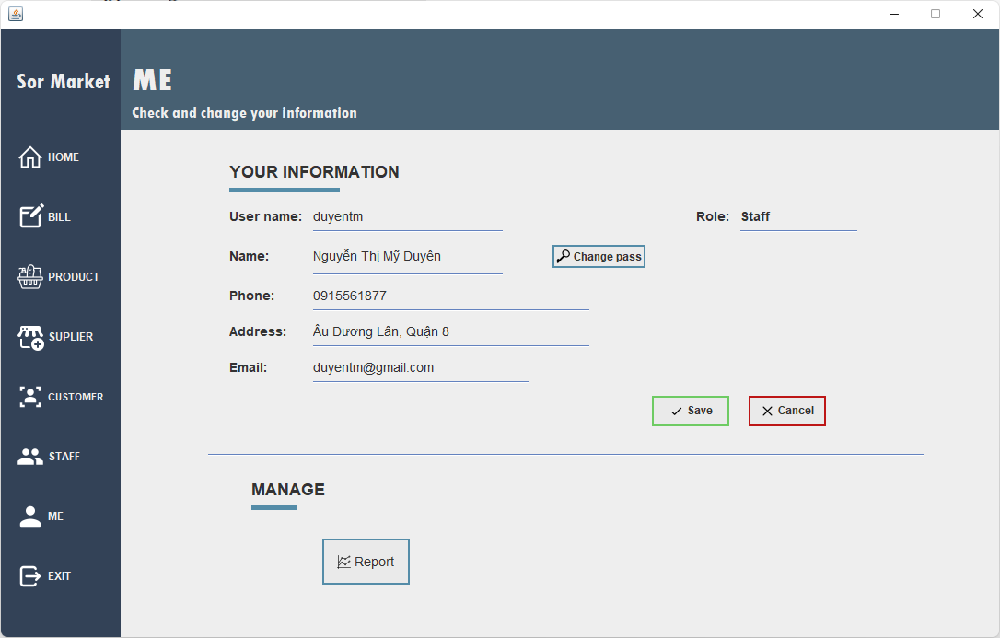 Sor Market
HOME
BILL
PRODUCT
SUPLIER
CUSTOMER
STAFF
ME
EXIT
ME
Check and change your information
YOUR INFORMATION
User name: duyentm
Role: Staff
Name: Nguyễn Thị Mỹ Duyên
Change pass
Phone: 0915561877
Address: Âu Dương Lân, Quận 8
Email: duyentm@gmail.com
Save
Cancel
MANAGE
Report